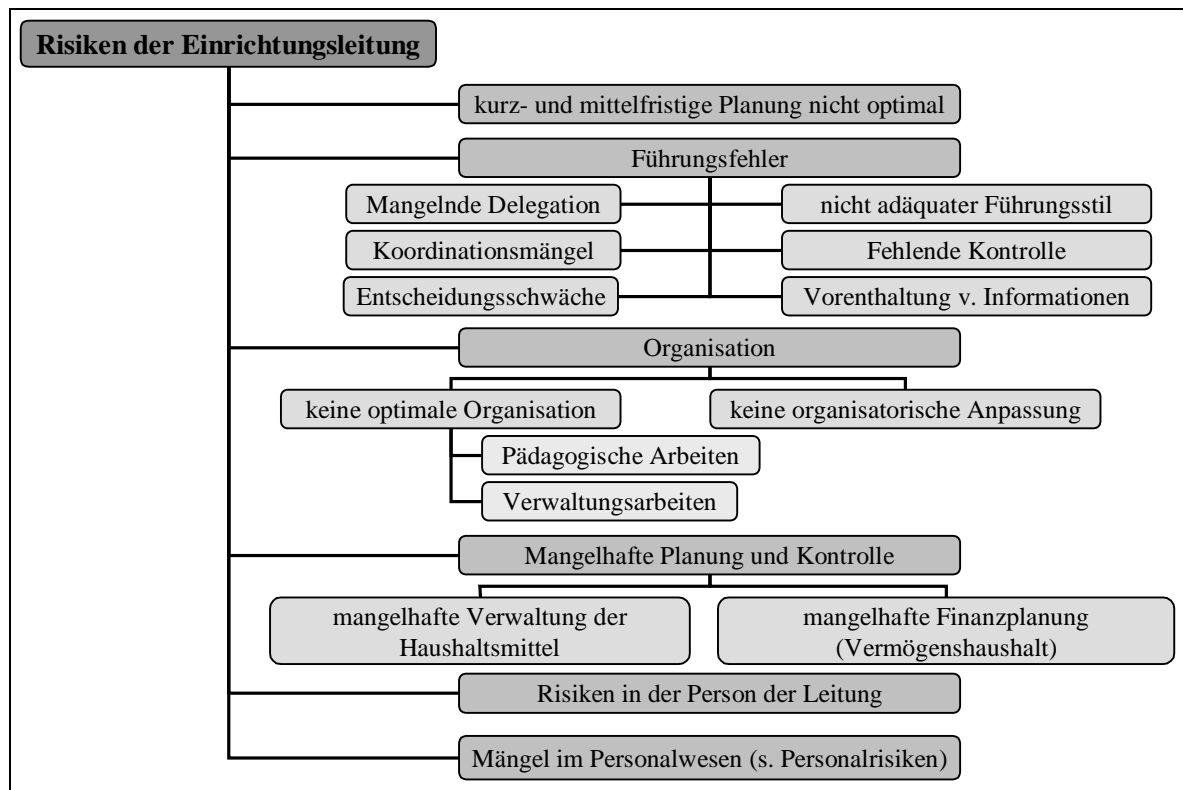 Risiken der Einrichtungsleitung
kurz- und mittelfristige Planung nicht optimal
Führungsfehler
Mangelnde Delegation
nicht adäquater Führungsstil
Koordinationsmängel
Fehlende Kontrolle
Entscheidungsschwäche
Vorenthaltung v. Informationen
Organisation
keine optimale Organisation
keine organisatorische Anpassung
Pädagogische Arbeiten
Verwaltungsarbeiten
Mangelhafte Planung und Kontrolle
mangelhafte Verwaltung der
Haushaltsmittel
mangelhafte Finanzplanung
(Vermögenshaushalt)
Risiken in der Person der Leitung
Mängel im Personalwesen (s. Personalrisiken)